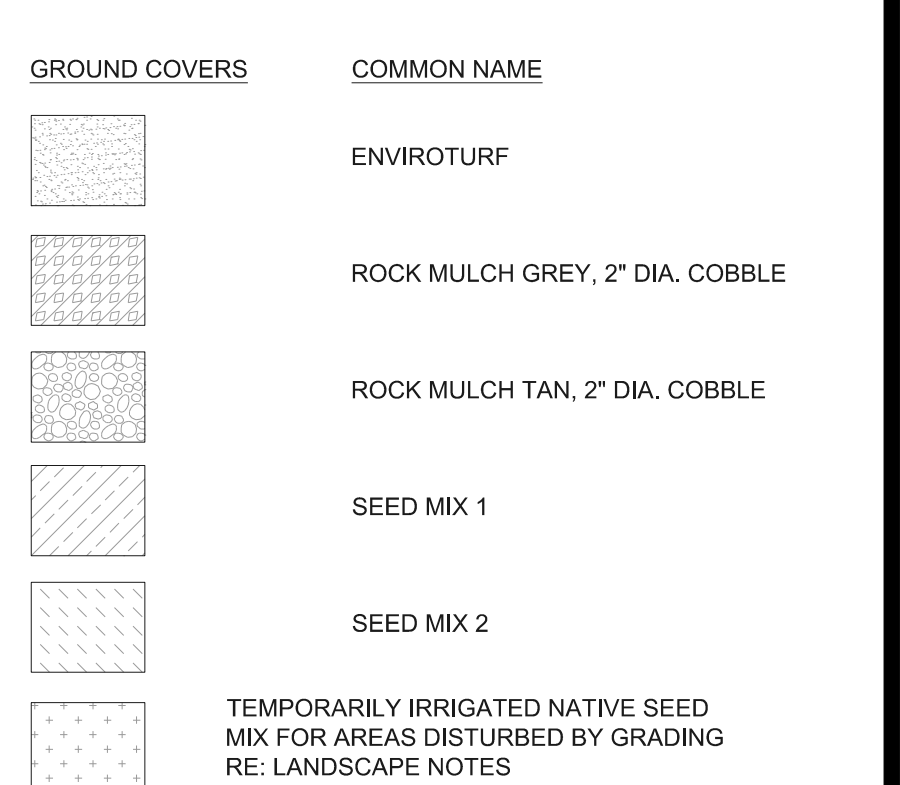 GROUND COVERS COMMON NAME
ENVIROTURF
ROCK MULCH GREY, 2" DIA. COBBLE
ROCK MULCH TAN, 2" DIA. COBBLE
SEED MIX 1
SEED MIX 2
TEMPORARILY IRRIGATED NATIVE SEED
MIX FOR AREAS DISTURBED BY GRADING
RE: LANDSCAPE NOTES